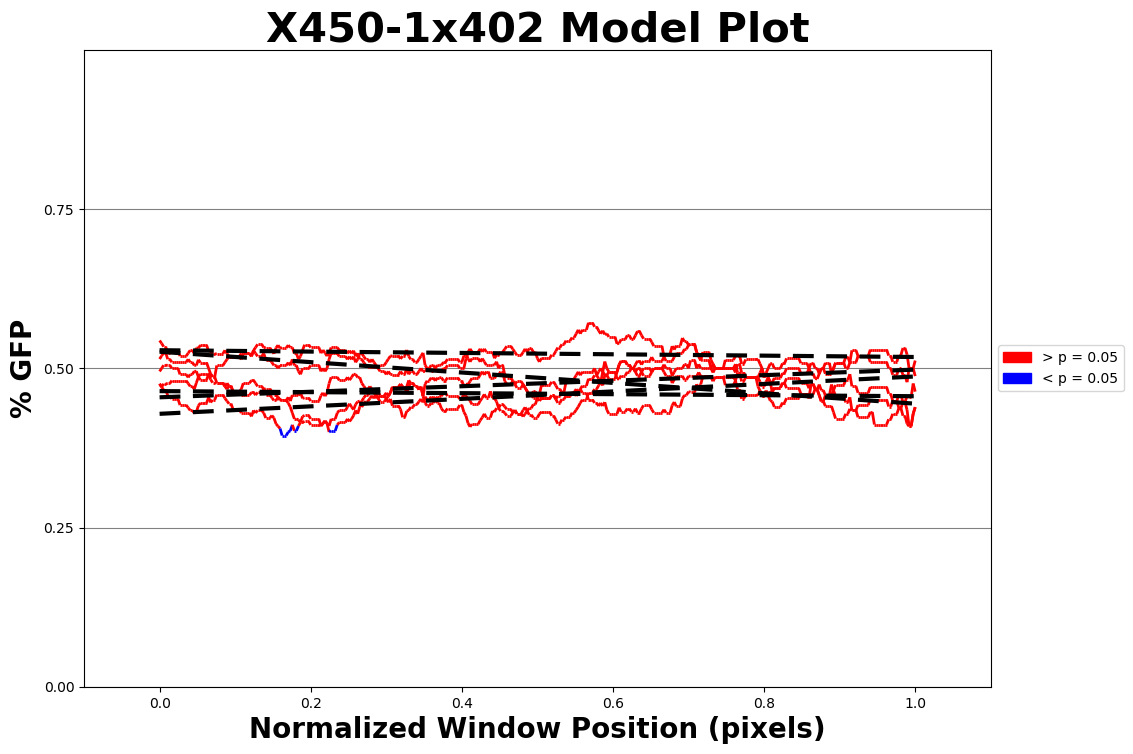 X450-1x402 Model Plot
% GFP
0.75
0.50
0.25
0.00
0.0 0.2 0.4 0.6 0.8 1.0
Normalized Window Position (pixels)
> p = 0.05
< p = 0.05